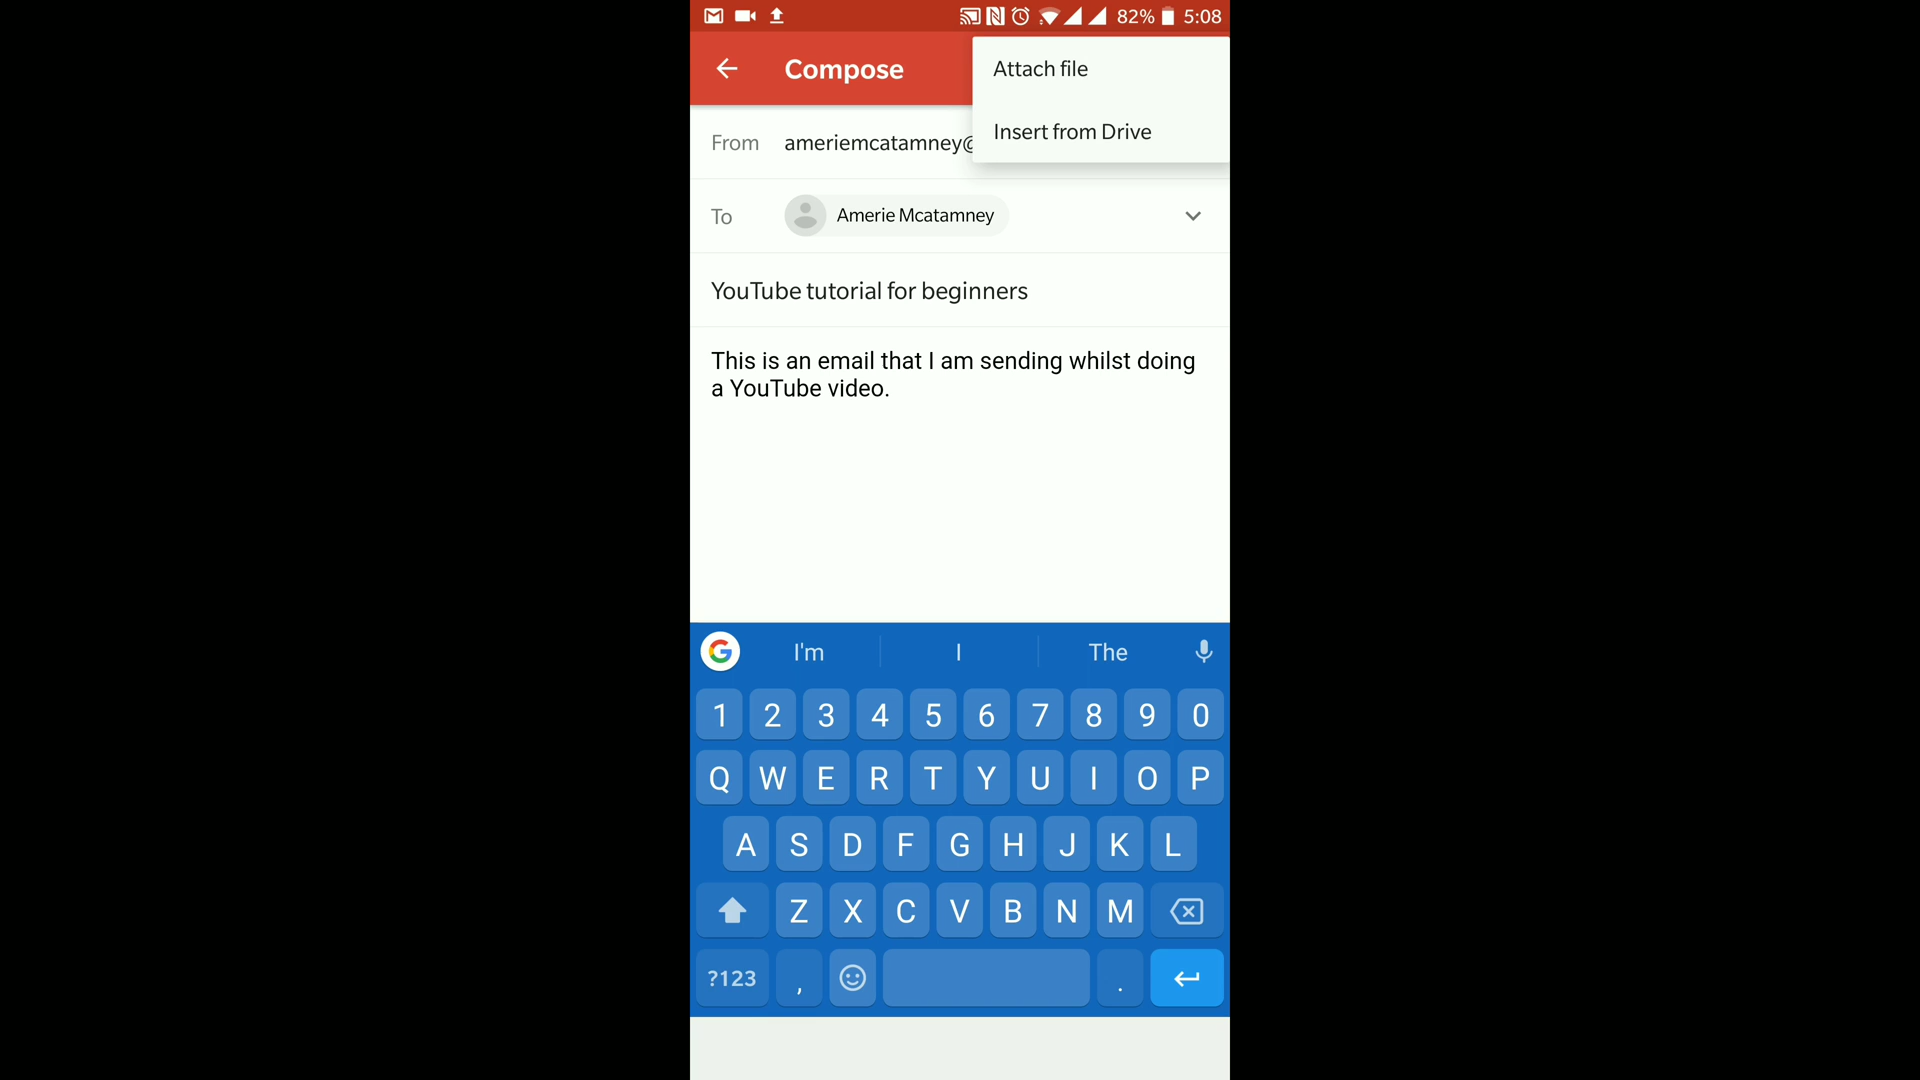 82% 5:08
Compose
Attach file
Insert from Drive
From ameriemcatamney@
To Amerie Mcatamney
YouTube tutorial for beginners
This is an email that I am sending whilst doing
a YouTube video.
G I'm I The
1 2 3 4 5 6 7 8 9 0
Q W E R T Y U I O P
A S D F G H J K L
Z X C V B N M
?123 , .